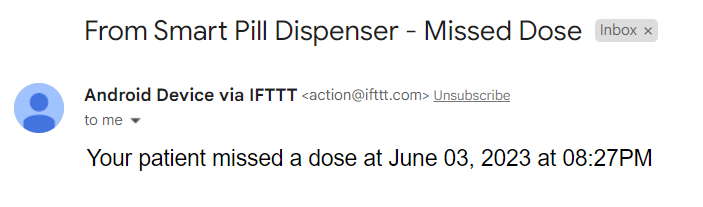 From Smart Pill Dispenser - Missed Dose Inbox ×
Android Device via IFTTT <action@ifttt.com> Unsubscribe
to me
Your patient missed a dose at June 03, 2023 at 08:27PM